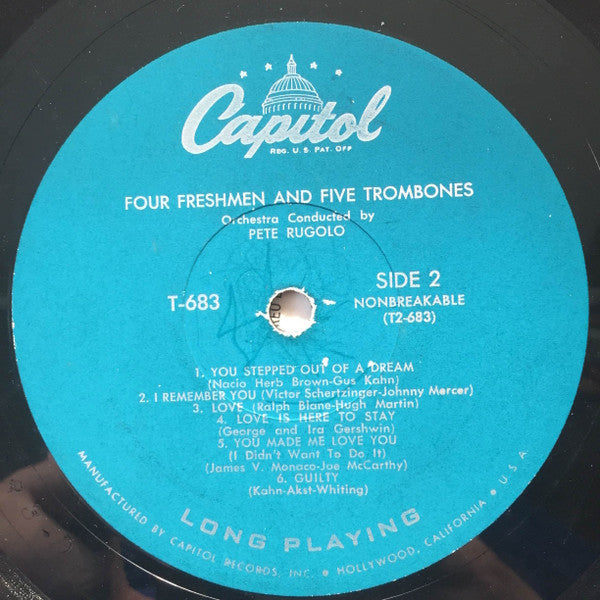 Capitol
REG. U.S. PAT. OFF
FOUR FRESHMEN AND FIVE TROMBONES
Orchestra Conducted by
PETE RUGOLO
T-683
SIDE 2
NONBREAKABLE
(T2-683)
1. YOU STEPPED OUT OF A DREAM
(Nacio Herb Brown-Gus Kahn)
2. I REMEMBER YOU (Victor Schertzinger-Johnny Mercer)
3. LOVE (Ralph Blane-Hugh Martin)
4. LOVE IS HERE TO STAY
(George and Ira Gershwin)
5. YOU MADE ME LOVE YOU
(I Didn't Want To Do It)
(James V. Monaco-Joe McCarthy)
6. GUILTY
(Kahn-Akst-Whiting)
LONG PLAYING
MANUFACTURED BY CAPITOL RECORDS, INC. • HOLLYWOOD, CALIFORNIA • U.S.A.